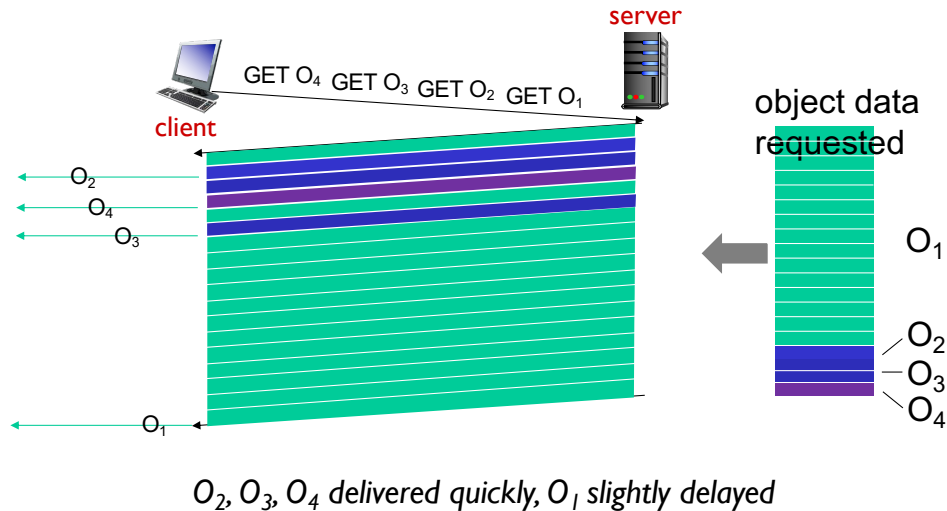 server
GET O₄ GET O₃ GET O₂ GET O₁
client
object data
requested
O₂
O₄
O₃
O₁
O₁
O₂
O₃
O₄
O₂, O₃, O₄ delivered quickly, O₁ slightly delayed